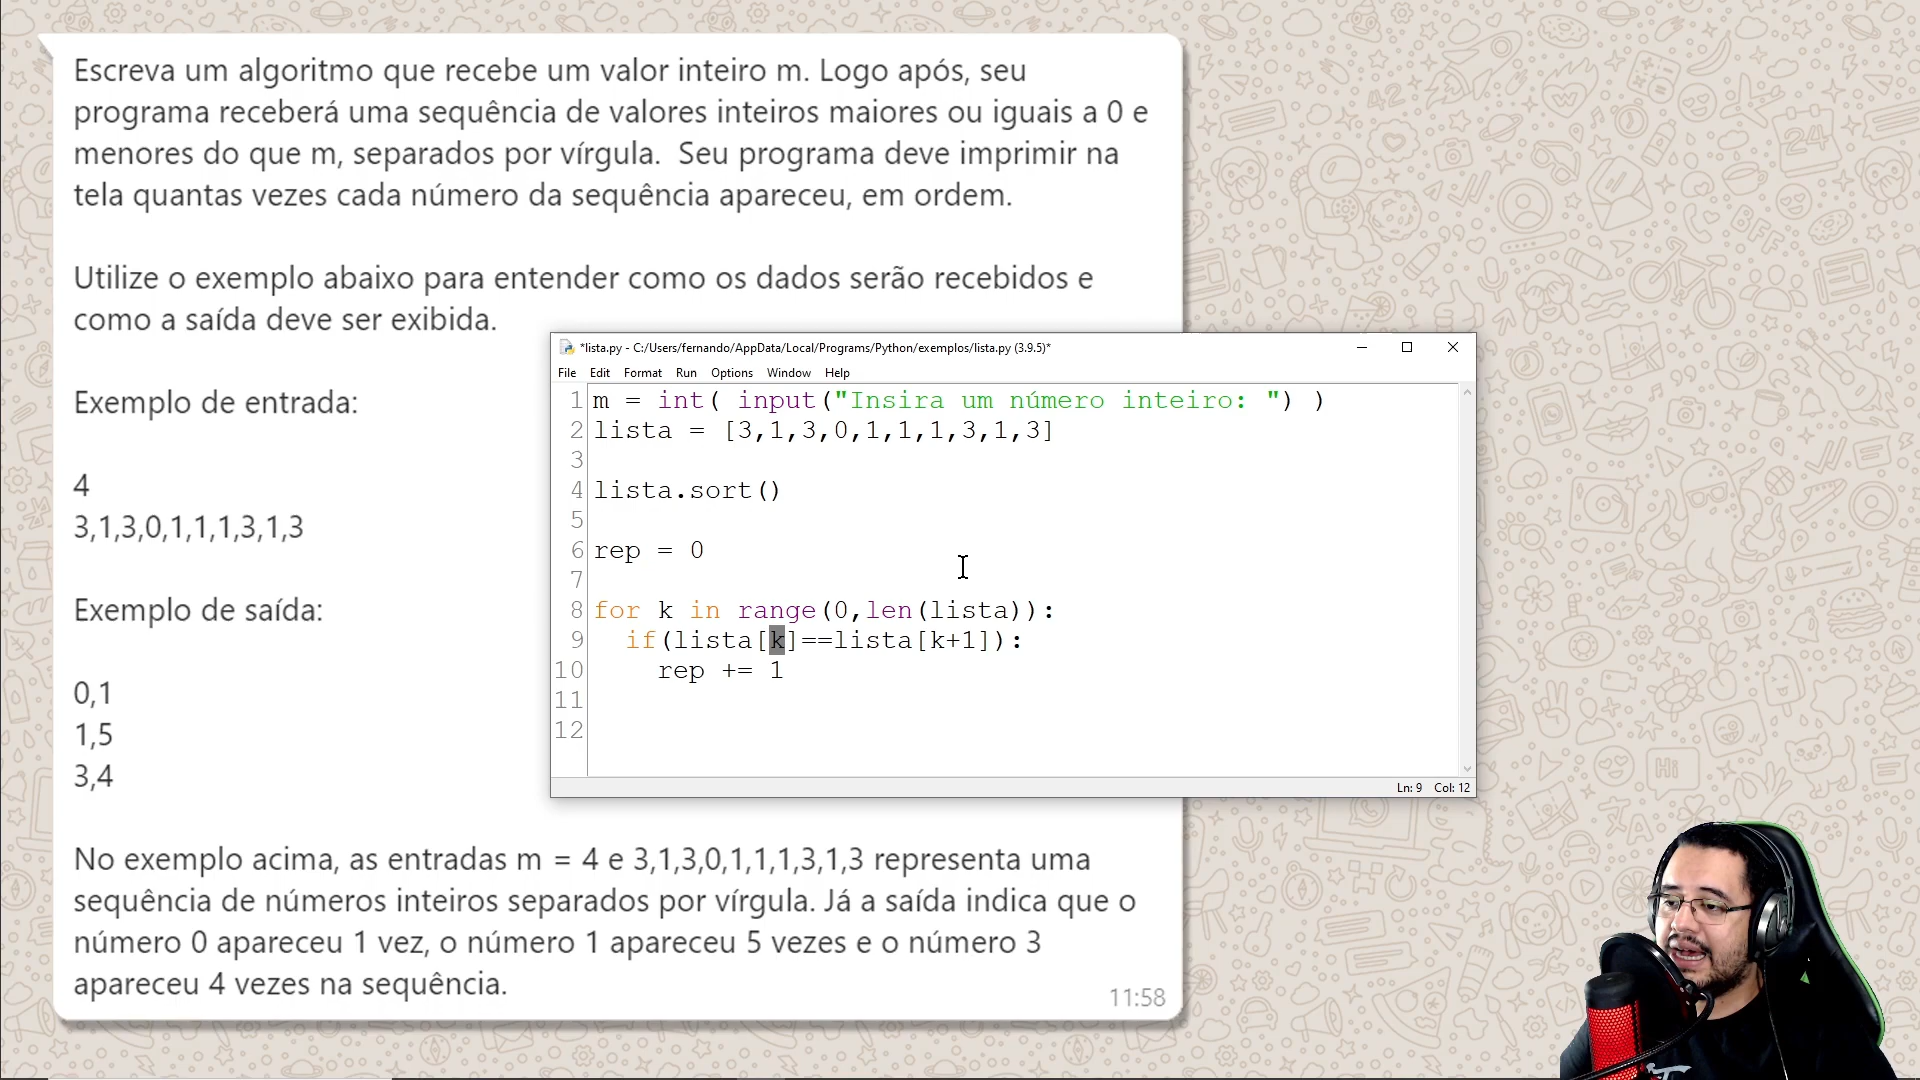 Escreva um algoritmo que recebe um valor inteiro m. Logo após, seu
programa receberá uma sequência de valores inteiros maiores ou iguais a 0 e
menores do que m, separados por vírgula.  Seu programa deve imprimir na
tela quantas vezes cada número da sequência apareceu, em ordem.
Utilize o exemplo abaixo para entender como os dados serão recebidos e
como a saída deve ser exibida.
Exemplo de entrada:
4
3,1,3,0,1,1,1,3,1,3
Exemplo de saída:
0,1
1,5
3,4
No exemplo acima, as entradas m = 4 e 3,1,3,0,1,1,1,3,1,3 representa uma
sequência de números inteiros separados por vírgula. Já a saída indica que o
número 0 apareceu 1 vez, o número 1 apareceu 5 vezes e o número 3
apareceu 4 vezes na sequência.
11:58
*lista.py - C:/Users/fernando/AppData/Local/Programs/Python/exemplos/lista.py (3.9.5)*
File Edit Format Run Options Window Help
1 m = int( input("Insira um número inteiro: ") )
2 lista = [3,1,3,0,1,1,1,3,1,3]
3
4 lista.sort()
5
6 rep = 0
7
8 for k in range(0,len(lista)):
9   if(lista[k]==lista[k+1]):
10     rep += 1
11
12
Ln: 9 Col: 12